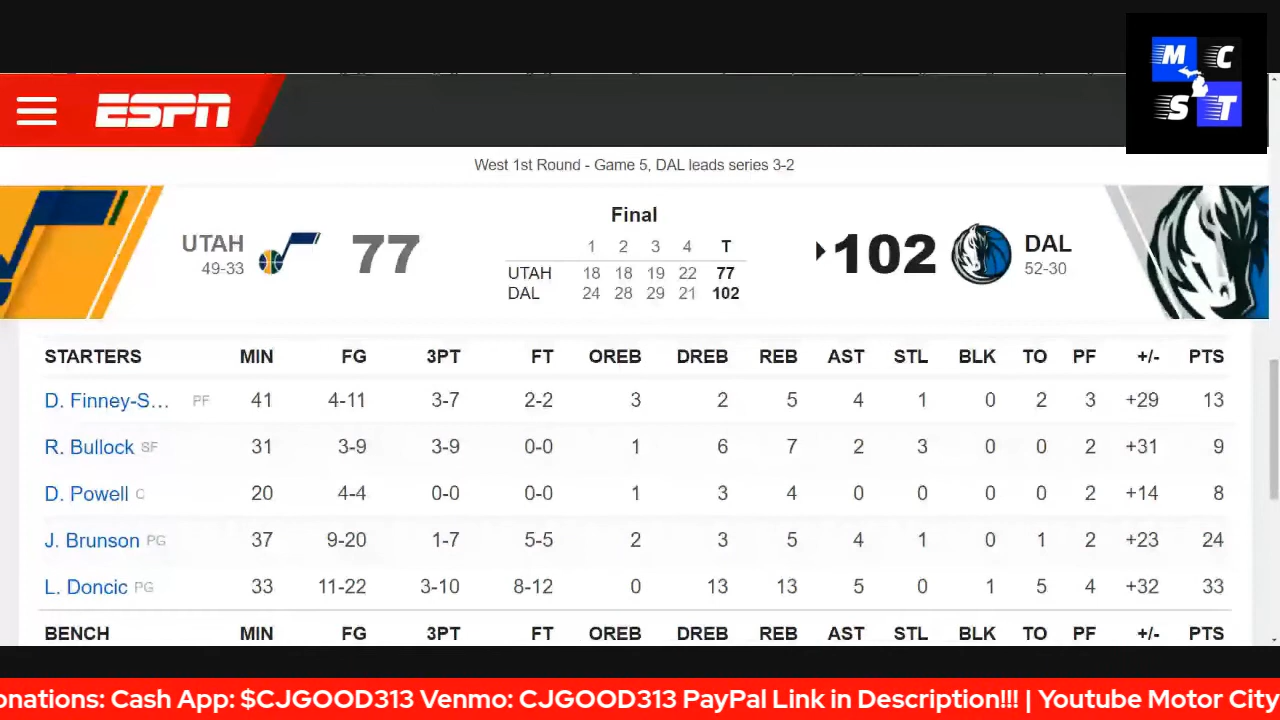 M C
S T
ESPN
West 1st Round - Game 5, DAL leads series 3-2
Final
UTAH 77 1 2 3 4 T 102 DAL
49-33 UTAH 18 18 19 22 77 52-30
DAL 24 28 29 21 102
STARTERS MIN FG 3PT FT OREB DREB REB AST STL BLK TO PF +/- PTS
D. Finney-S... PF 41 4-11 3-7 2-2 3 2 5 4 1 0 2 3 +29 13
R. Bullock SF 31 3-9 3-9 0-0 1 6 7 2 3 0 0 2 +31 9
D. Powell C 20 4-4 0-0 0-0 1 3 4 0 0 0 0 2 +14 8
J. Brunson PG 37 9-20 1-7 5-5 2 3 5 4 1 0 1 2 +23 24
L. Doncic PG 33 11-22 3-10 8-12 0 13 13 5 0 1 5 4 +32 33
BENCH MIN FG 3PT FT OREB DREB REB AST STL BLK TO PF +/- PTS
onations: Cash App: $CJGOOD313 Venmo: CJGOOD313 PayPal Link in Description!!! | Youtube Motor City